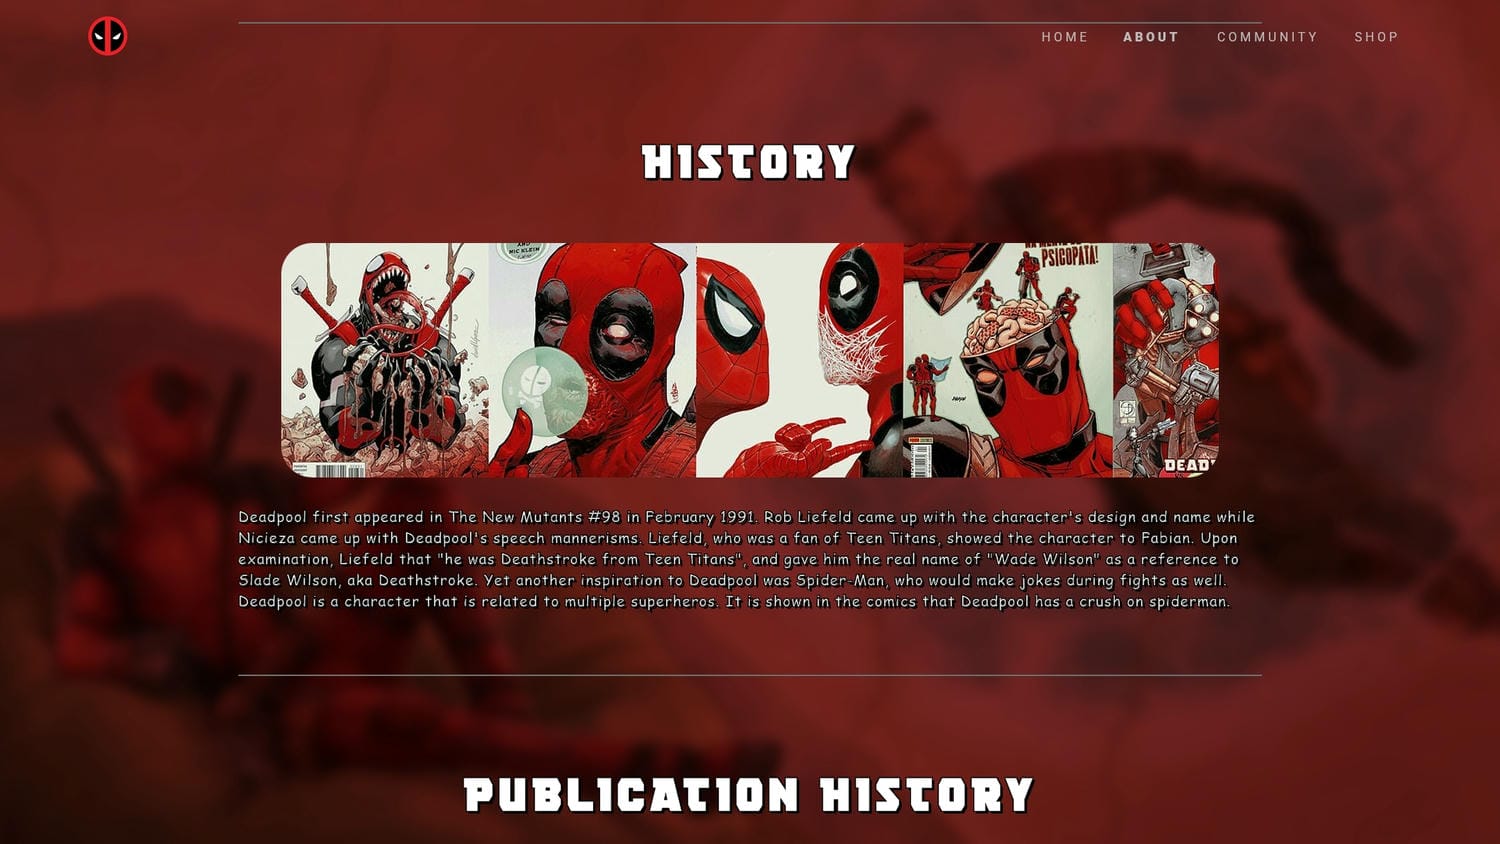 HOME ABOUT COMMUNITY SHOP
HISTORY
AND
MIC KLEIN
PSICOPATA!
DEAD
Deadpool first appeared in The New Mutants #98 in February 1991. Rob Liefeld came up with the character's design and name while
Nicieza came up with Deadpool's speech mannerisms. Liefeld, who was a fan of Teen Titans, showed the character to Fabian. Upon
examination, Liefeld that "he was Deathstroke from Teen Titans", and gave him the real name of "Wade Wilson" as a reference to
Slade Wilson, aka Deathstroke. Yet another inspiration to Deadpool was Spider-Man, who would make jokes during fights as well.
Deadpool is a character that is related to multiple superheros. It is shown in the comics that Deadpool has a crush on spiderman.
PUBLICATION HISTORY